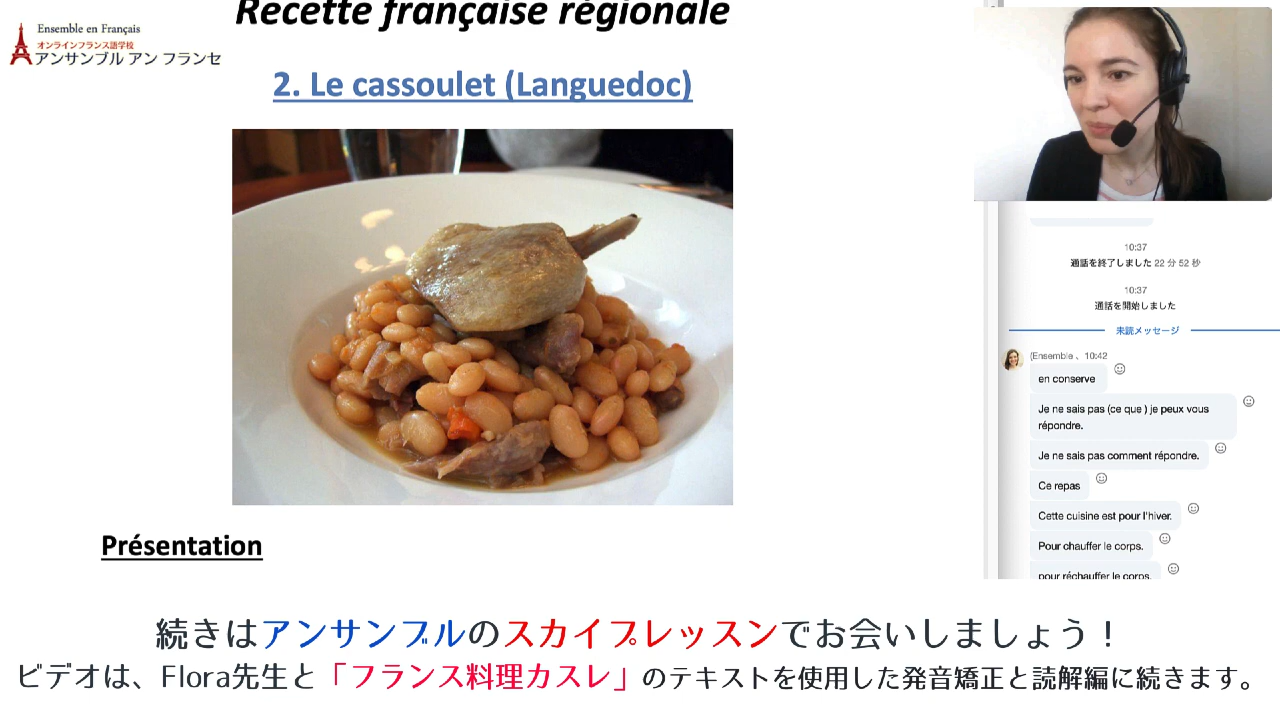 Recette française régionale
Ensemble en Français
オンラインフランス語学校
アンサンブル アン フランセ
2. Le cassoulet (Languedoc)
Présentation
10:37
通話を終了しました 22 分 52 秒
10:37
通話を開始しました
未読メッセージ
(Ensemble 、 10:42
en conserve
Je ne sais pas (ce que ) je peux vous
répondre.
Je ne sais pas comment répondre.
Ce repas
Cette cuisine est pour l'hiver.
Pour chauffer le corps.
pour réchauffer le corps.
続きはアンサンブルのスカイプレッスンでお会いしましょう！
ビデオは、Flora先生と「フランス料理カスレ」のテキストを使用した発音矯正と読解編に続きます。